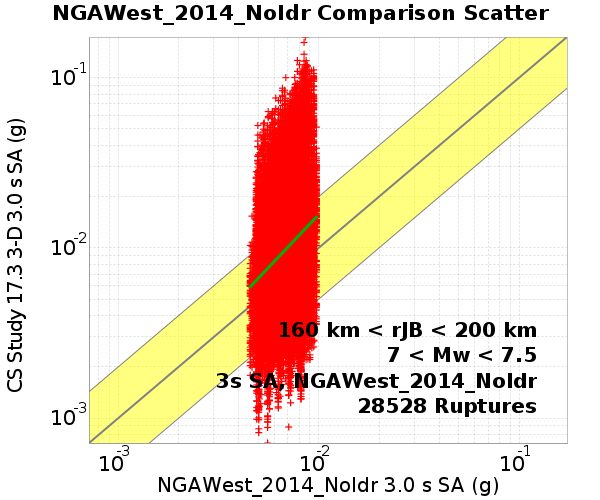 NGAWest_2014_NoIdr Comparison Scatter
CS Study 17.3 3-D 3.0 s SA (g)
10-1
10-2
10-3
160 km < rJB < 200 km
7 < Mw < 7.5
3s SA, NGAWest_2014_NoIdr
28528 Ruptures
10-3 10-2 10-1
NGAWest_2014_NoIdr 3.0 s SA (g)